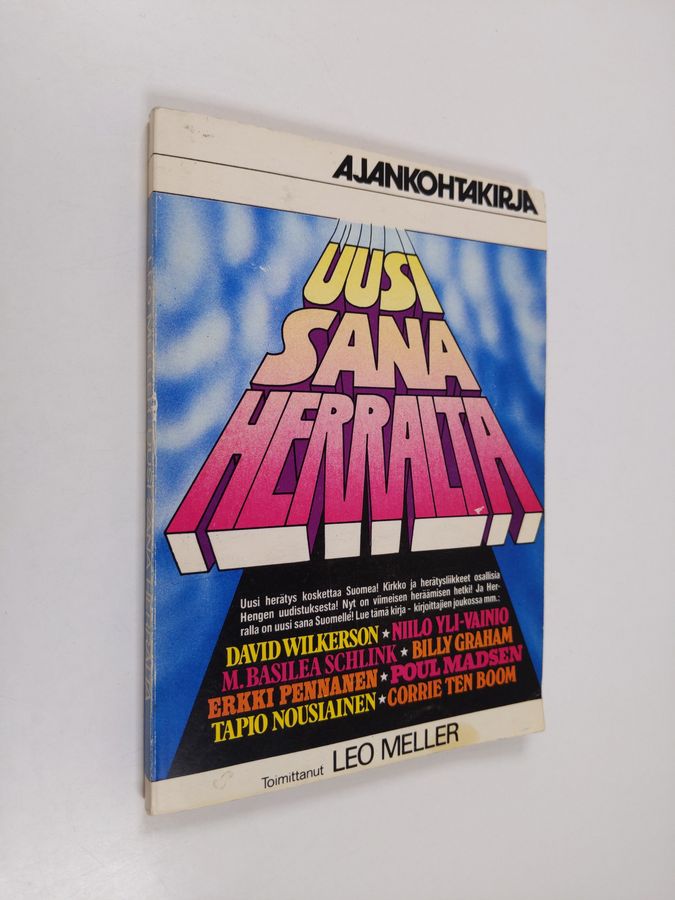 AJANKOHTAKIRJA
UUSI
SANA
HERRALTA
Uusi herätys koskettaa Suomea! Kirkko ja herätysliikkeet osallisia
Hengen uudistuksesta! Nyt on viimeisen heräämisen hetki! Ja Her-
ralla on uusi sana Suomelle! Lue tämä kirja - kirjoittajien joukossa mm.:
DAVID WILKERSON ★ NIILO YLI-VAINIO
M. BASILEA SCHLINK ★ BILLY GRAHAM
ERKKI PENNANEN ★ POUL MADSEN
TAPIO NOUSIAINEN ★ CORRIE TEN BOOM
Toimittanut LEO MELLER